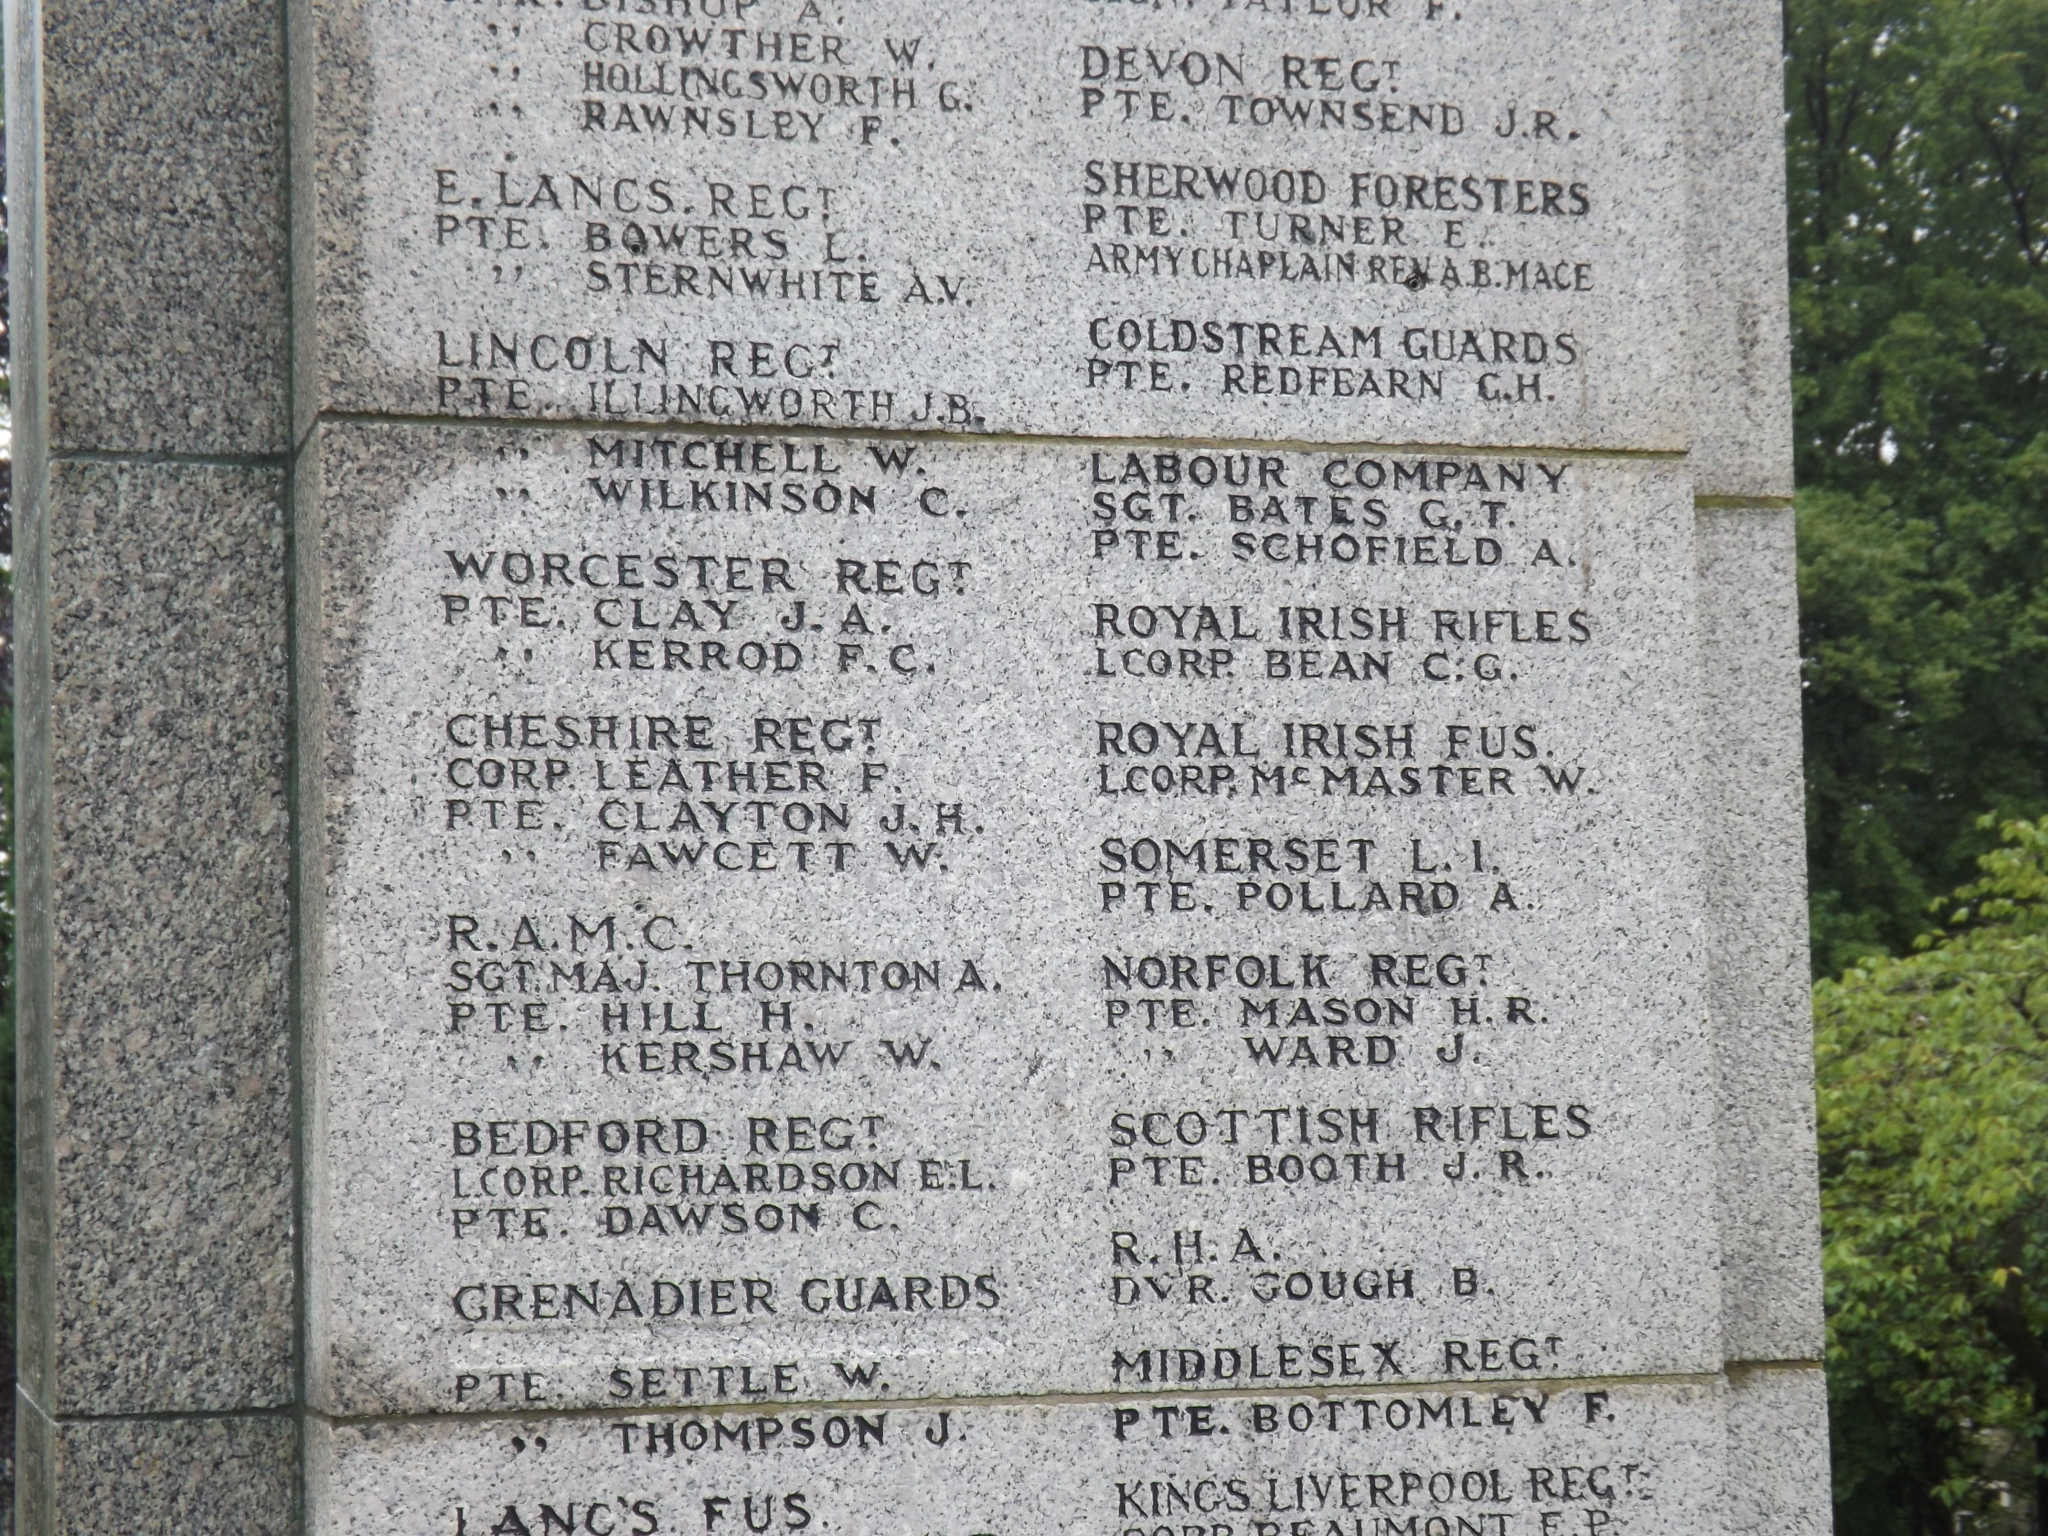 BISHOP A.
,, CROWTHER W.
,, HOLLINGSWORTH G.
,, RAWNSLEY F.
E. LANCS. REGT
PTE. BOWERS L.
,, STERNWHITE A.V.
LINCOLN REGT
PTE. ILLINGWORTH J.B.
,, MITCHELL W.
,, WILKINSON C.
WORCESTER REGT
PTE. CLAY J.A.
,, KERROD F.C.
CHESHIRE REGT
CORP. LEATHER F.
PTE. CLAYTON J.H.
,, FAWCETT W.
R.A.M.C.
SGT.MAJ. THORNTON A.
PTE. HILL H.
,, KERSHAW W.
BEDFORD REGT
LCORP. RICHARDSON E.L.
PTE. DAWSON C.
GRENADIER GUARDS
PTE. SETTLE W.
,, THOMPSON J.
LANC'S FUS.
TAYLOR F.
DEVON REGT
PTE. TOWNSEND J.R.
SHERWOOD FORESTERS
PTE. TURNER E.
ARMY CHAPLAIN REV. A.B. MACE
COLDSTREAM GUARDS
PTE. REDFEARN G.H.
LABOUR COMPANY
SGT. BATES G.T.
PTE. SCHOFIELD A.
ROYAL IRISH RIFLES
LCORP. BEAN C.G.
ROYAL IRISH FUS.
LCORP. McMASTER W.
SOMERSET L.I.
PTE. POLLARD A.
NORFOLK REGT
PTE. MASON H.R.
,, WARD J.
SCOTTISH RIFLES
PTE. BOOTH J.R.
R.H.A.
DVR. GOUGH B.
MIDDLESEX REGT
PTE. BOTTOMLEY F.
KINGS LIVERPOOL REGT
CORP. BEAUMONT F.P.